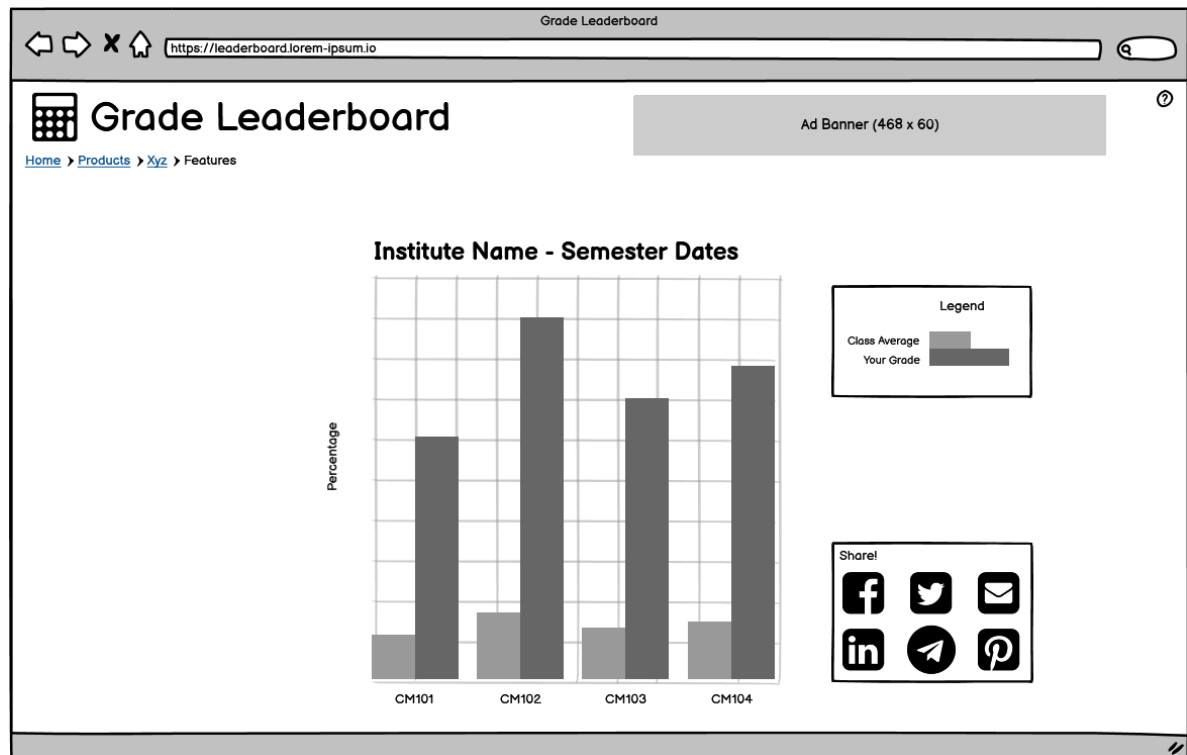 Grade Leaderboard
https://leaderboard.lorem-ipsum.io
Grade Leaderboard
Ad Banner (468 x 60)
Home > Products > Xyz > Features
Institute Name - Semester Dates
Legend
Class Average
Your Grade
Percentage
Share!
CM101 CM102 CM103 CM104